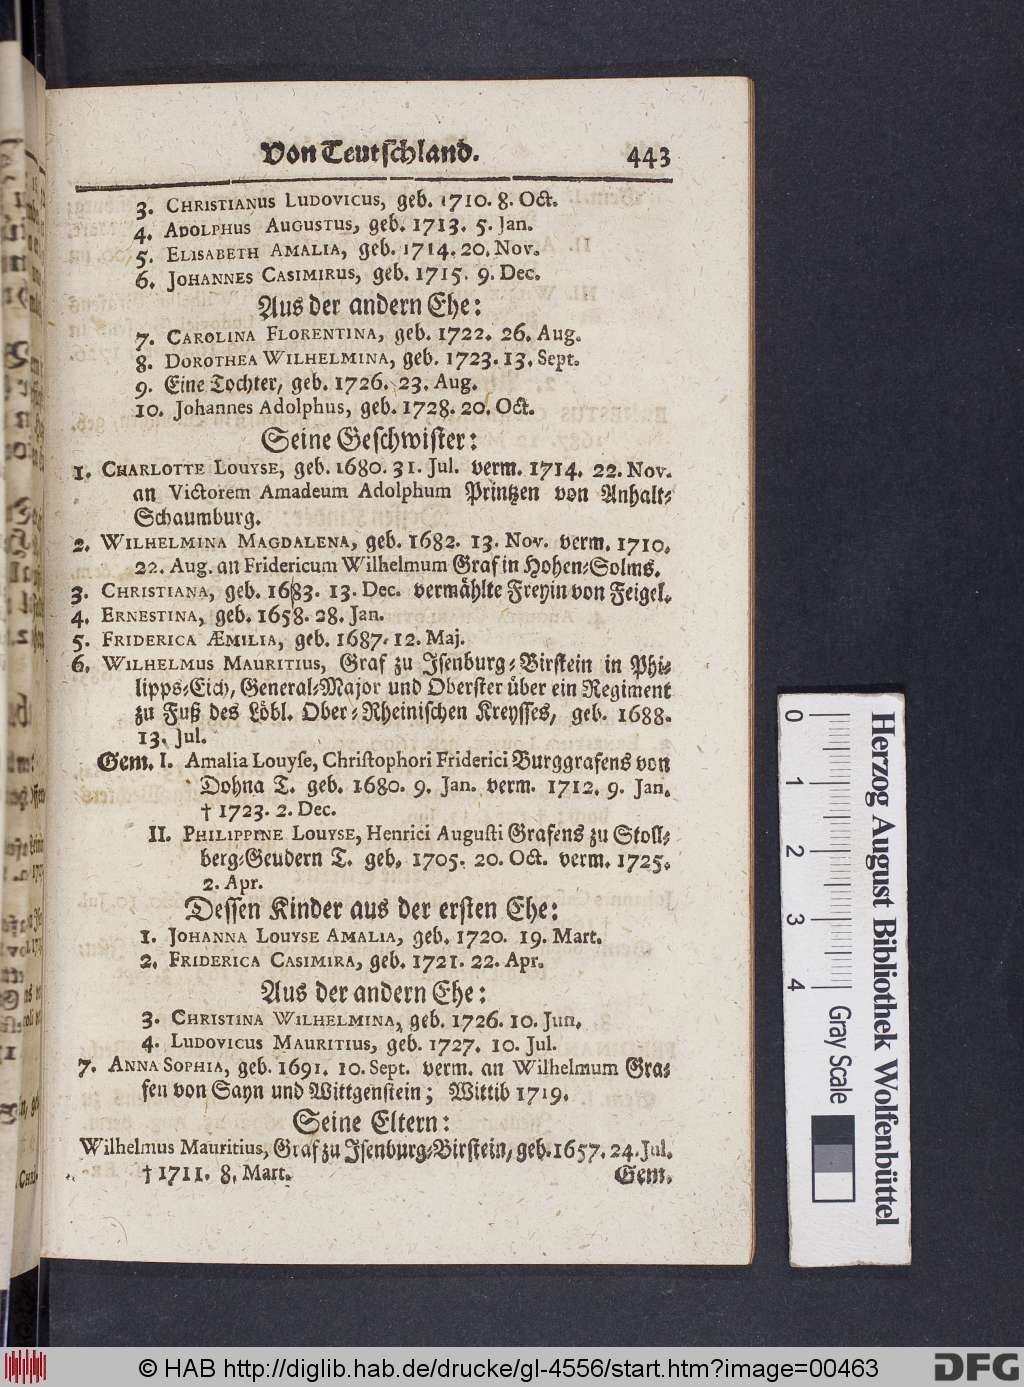 Von Teutschland. 443
3. CHRISTIANUS LUDOVICUS, geb. 1710. 8. Oct.
4. ADOLPHUS AUGUSTUS, geb. 1713. 5. Jan.
5. ELISABETH AMALIA, geb. 1714. 20. Nov.
6. JOHANNES CASIMIRUS, geb. 1715. 9. Dec.
Aus der andern Ehe:
7. CAROLINA FLORENTINA, geb. 1722. 26. Aug.
8. DOROTHEA WILHELMINA, geb. 1723. 13. Sept.
9. Eine Tochter, geb. 1726. 23. Aug.
10. Johannes Adolphus, geb. 1728. 20. Oct.
Seine Geschwister:
1. CHARLOTTE LOUYSE, geb. 1680. 31. Jul. verm. 1714. 22. Nov.
an Victorem Amadeum Adolphum Printzen von Anhalt-
Schaumburg.
2. WILHELMINA MAGDALENA, geb. 1682. 13. Nov. verm. 1710.
22. Aug. an Fridericum Wilhelmum Graf in Hohen-Solms.
3. CHRISTIANA, geb. 1683. 13. Dec. vermählte Freyin von Feigel.
4. ERNESTINA, geb. 1658. 28. Jan.
5. FRIDERICA ÆMILIA, geb. 1687. 12. Maj.
6. WILHELMUS MAURITIUS, Graf zu Isenburg-Birstein in Phi-
lipps-Eich, General-Major und Oberster über ein Regiment
zu Fuß des Löbl. Ober-Rheinischen Kreysses, geb. 1688.
13. Jul.
Gem. I. Amalia Louyse, Christophori Friderici Burggrafens von
Dohna T. geb. 1680. 9. Jan. verm. 1712. 9. Jan.
† 1723. 2. Dec.
II. PHILIPPINE LOUYSE, Henrici Augusti Grafens zu Stoll-
berg-Geudern T. geb. 1705. 20. Oct. verm. 1725.
2. Apr.
Dessen Kinder aus der ersten Ehe:
1. JOHANNA LOUYSE AMALIA, geb. 1720. 19. Mart.
2. FRIDERICA CASIMIRA, geb. 1721. 22. Apr.
Aus der andern Ehe:
3. CHRISTINA WILHELMINA, geb. 1726. 10. Jun.
4. LUDOVICUS MAURITIUS, geb. 1727. 10. Jul.
7. ANNA SOPHIA, geb. 1691. 10. Sept. verm. an Wilhelmum Gra-
fen von Sayn und Wittgenstein; Wittib 1719.
Seine Eltern:
Wilhelmus Mauritius, Graf zu Isenburg-Birstein, geb. 1657. 24. Jul.
† 1711. 8. Mart.
Gem.
0 1 2 3 4 Gray Scale
Herzog August Bibliothek Wolfenbüttel
© HAB http://diglib.hab.de/drucke/gl-4556/start.htm?image=00463
DFG